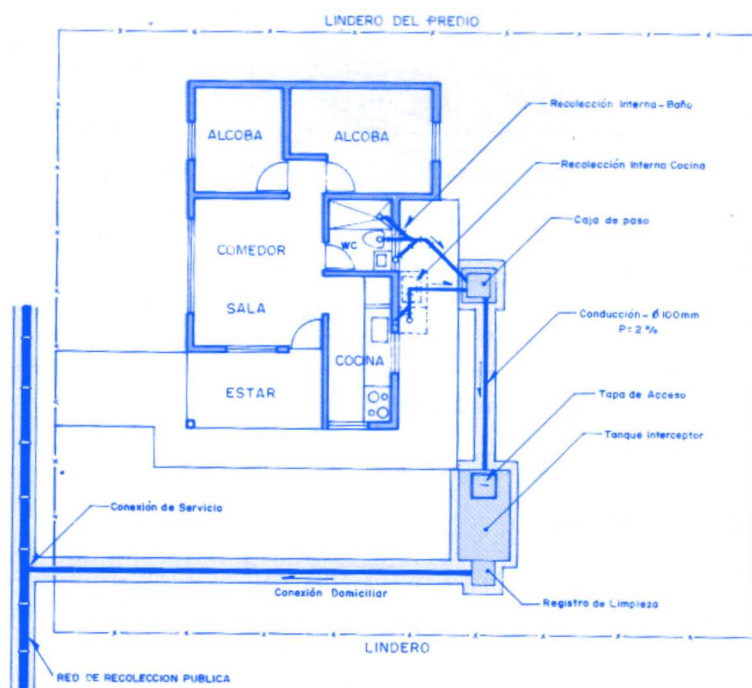 LINDERO DEL PREDIO
Recolección Interna-Baño
ALCOBA
ALCOBA
Recolección Interna Cocina
Caja de paso
WC
COMEDOR
SALA
Conducción - Ø 100mm
P= 2 %
COCINA
ESTAR
Tapa de Acceso
Tanque Interceptor
Conexión de Servicio
Conexión Domiciliar
Registro de Limpieza
LINDERO
RED DE RECOLECCION PUBLICA